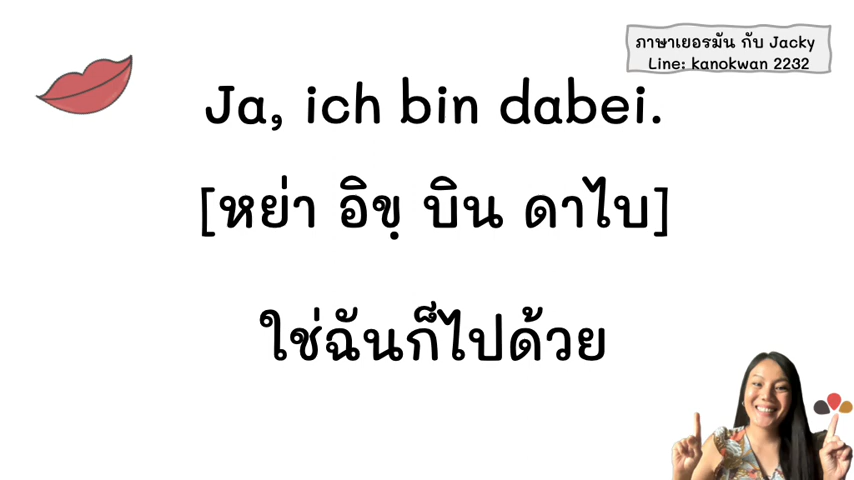 ภาษาเยอรมัน กับ Jacky
Line: kanokwan 2232
Ja, ich bin dabei.
[หย่า อิขฺ บิน ดาไบ]
ใช่ฉันก็ไปด้วย